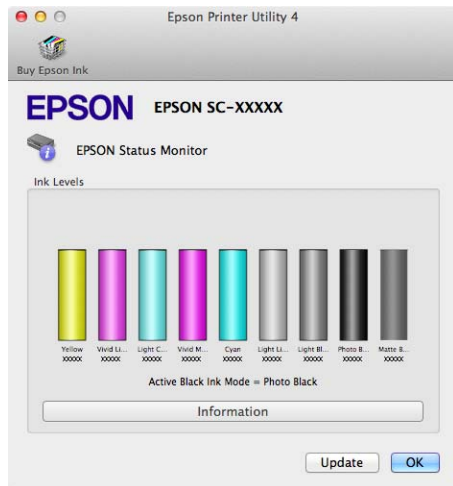 Epson Printer Utility 4
Buy Epson Ink
EPSON EPSON SC-XXXXX
EPSON Status Monitor
Ink Levels
Yellow Vivid Li... Light C... Vivid M... Cyan Light Li... Light Bl... Photo B... Matte B...
XXXXX XXXXX XXXXX XXXXX XXXXX XXXXX XXXXX XXXXX XXXXX
Active Black Ink Mode = Photo Black
Information
Update OK